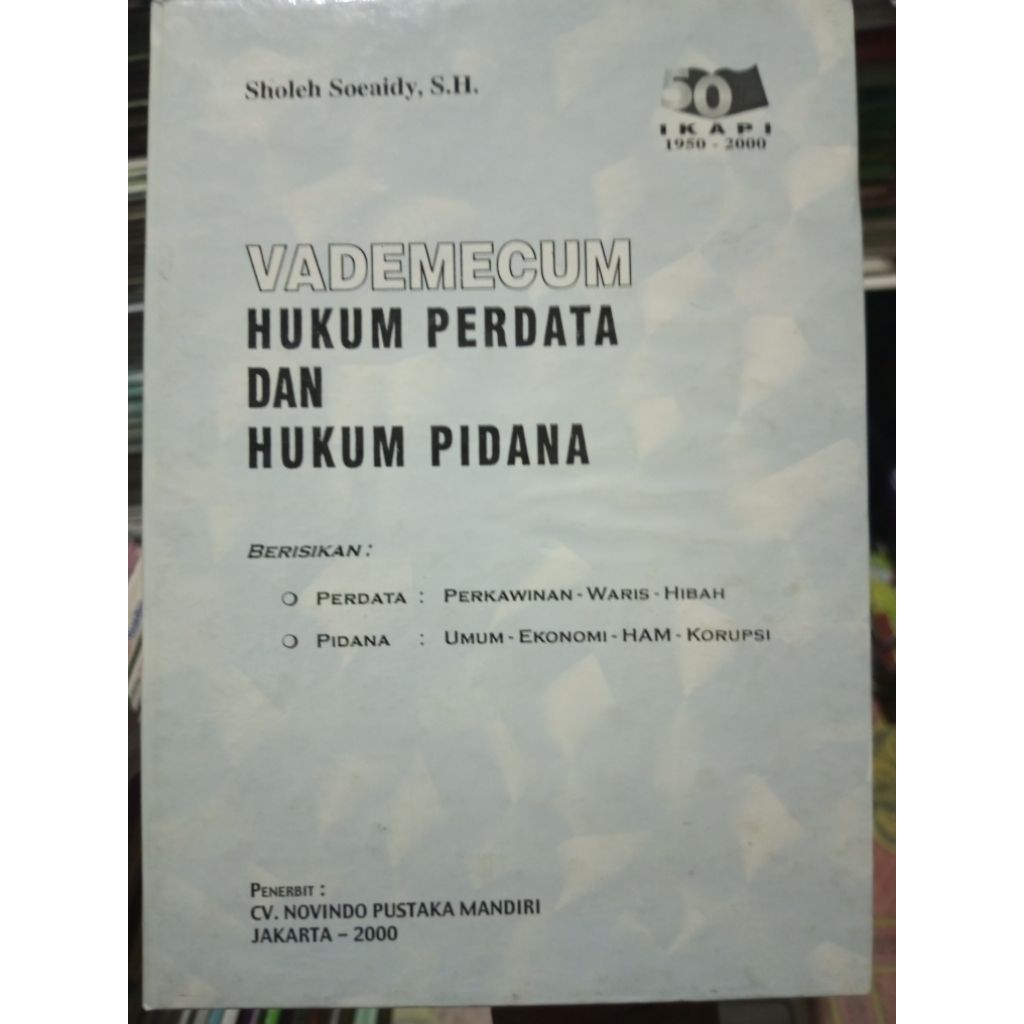 Sholeh Soeaidy, S.H.
50
IKAPI
1950 - 2000
VADEMECUM
HUKUM PERDATA
DAN
HUKUM PIDANA
BERISIKAN :
PERDATA : PERKAWINAN - WARIS - HIBAH
PIDANA : UMUM - EKONOMI - HAM - KORUPSI
PENERBIT :
CV. NOVINDO PUSTAKA MANDIRI
JAKARTA – 2000